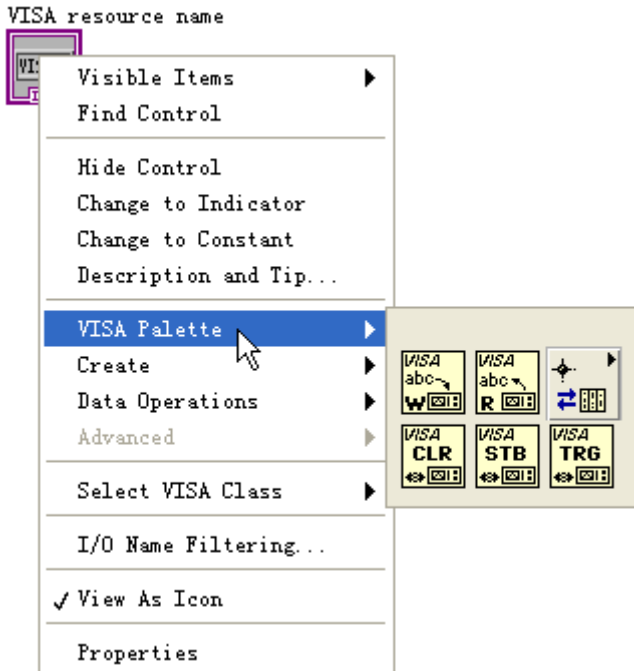 VISA resource name
VI
I
Visible Items
Find Control
Hide Control
Change to Indicator
Change to Constant
Description and Tip...
VISA Palette
Create
Data Operations
Advanced
Select VISA Class
I/O Name Filtering...
View As Icon
Properties
VISA abc W
VISA abc R
VISA CLR
VISA STB
VISA TRG